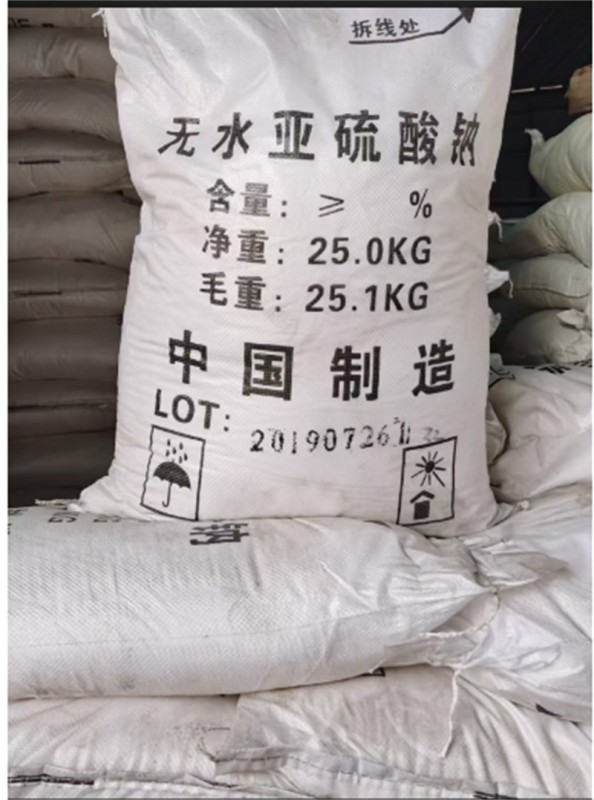 拆线处
无水亚硫酸钠
含量：≥ %
净重：25.0KG
毛重：25.1KG
中国制造
LOT：
20190726
钠